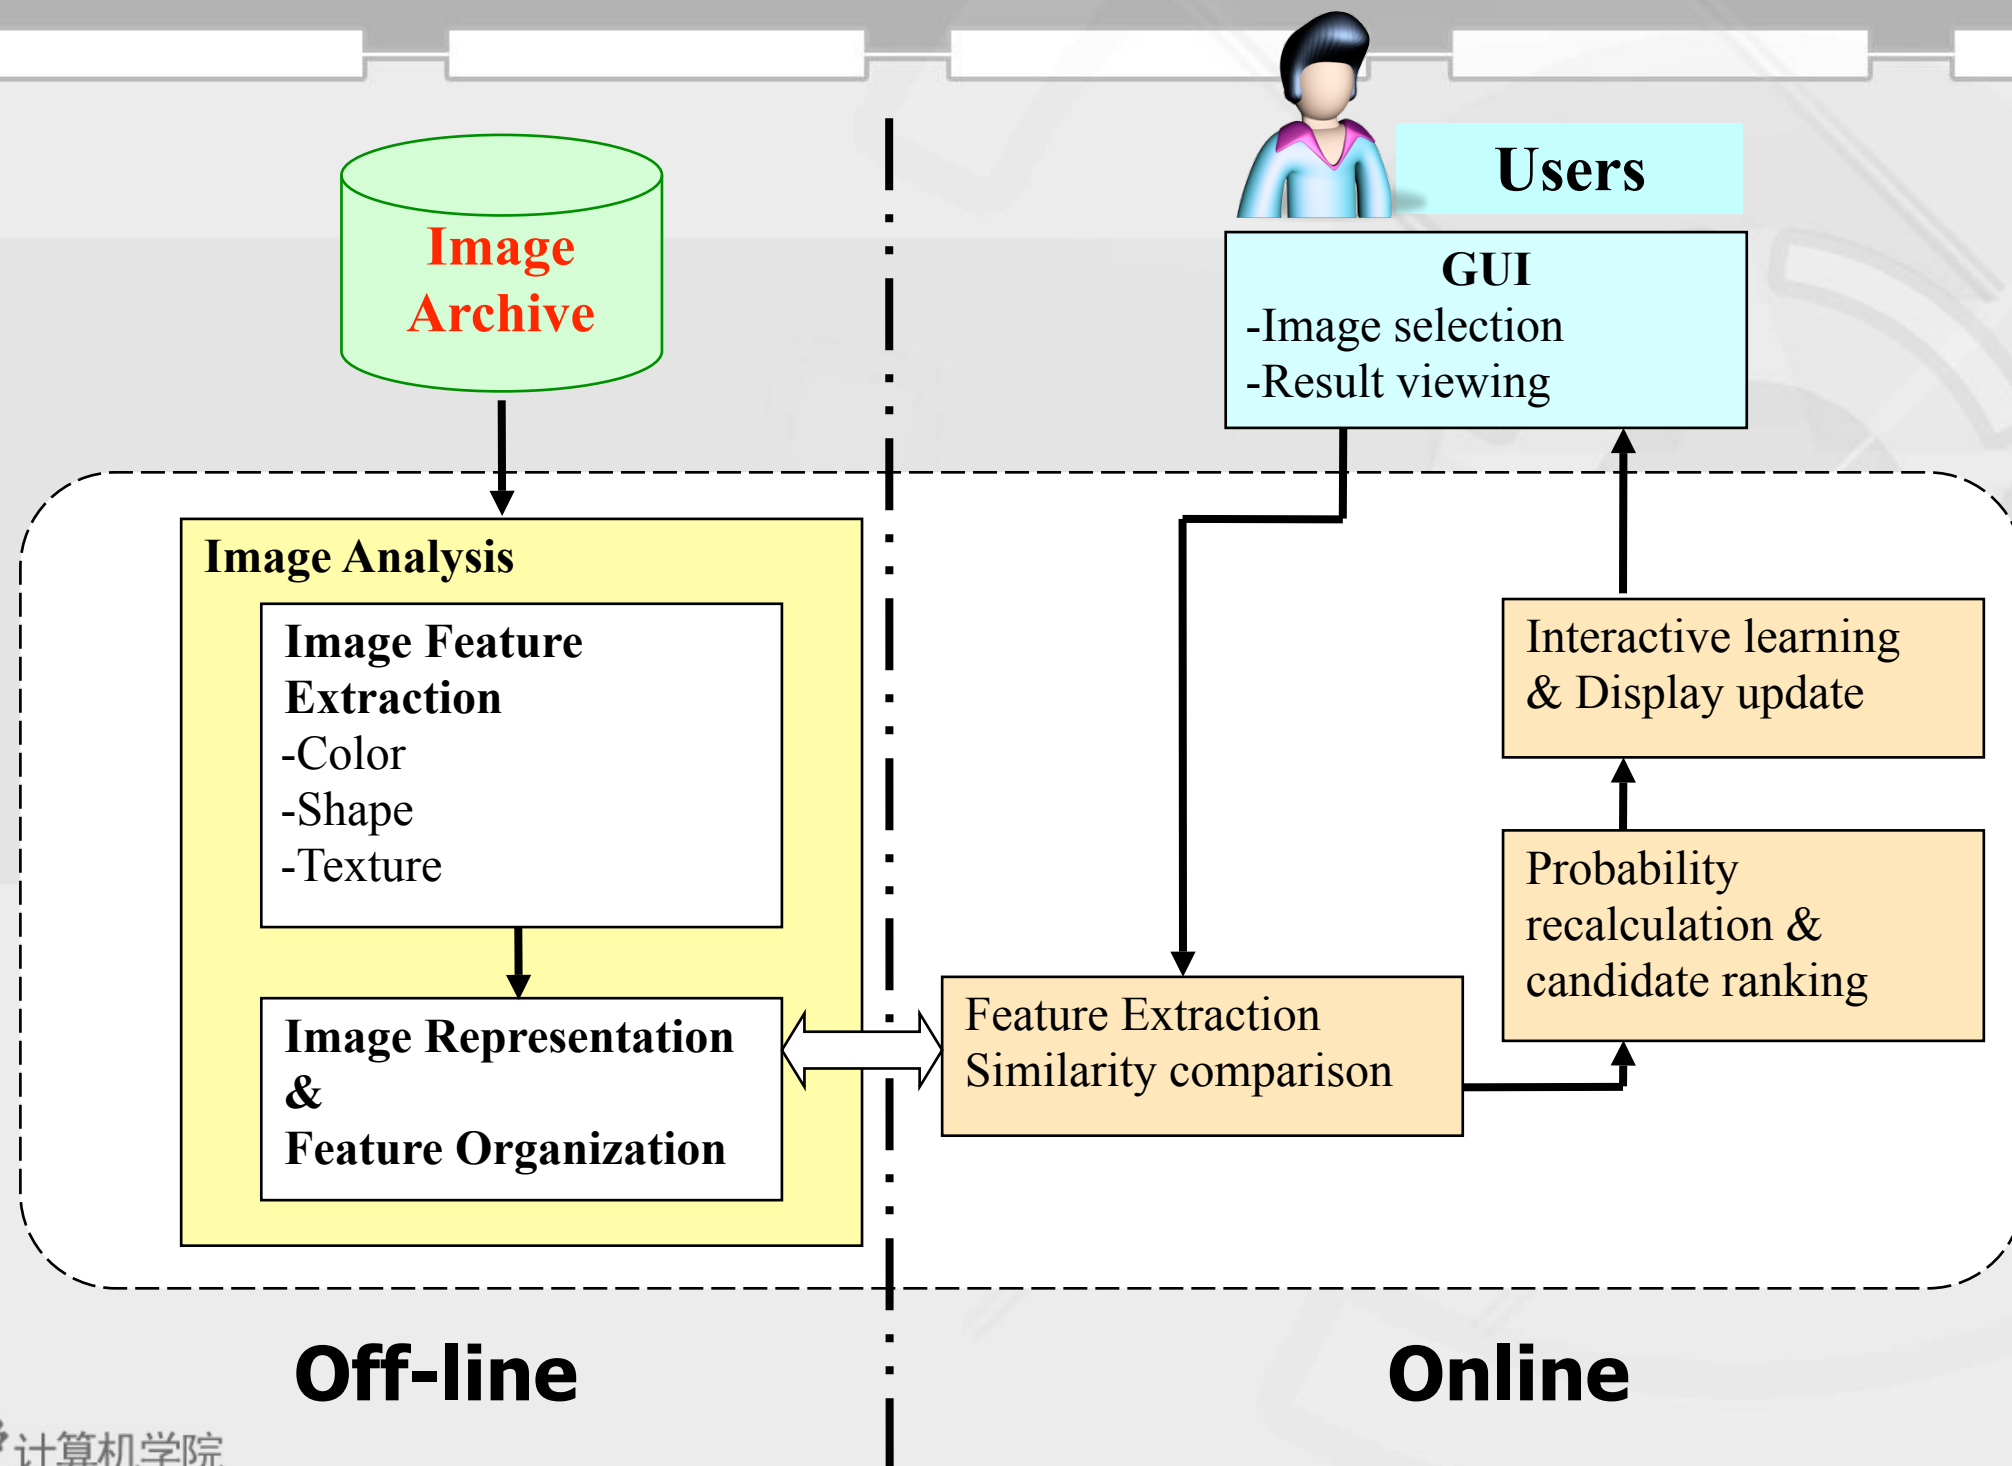 Users
Image
Archive
GUI
-Image selection
-Result viewing
Image Analysis
Image Feature
Extraction
-Color
-Shape
-Texture
Image Representation
&
Feature Organization
Feature Extraction
Similarity comparison
Interactive learning
& Display update
Probability
recalculation &
candidate ranking
Off-line
Online
计算机学院